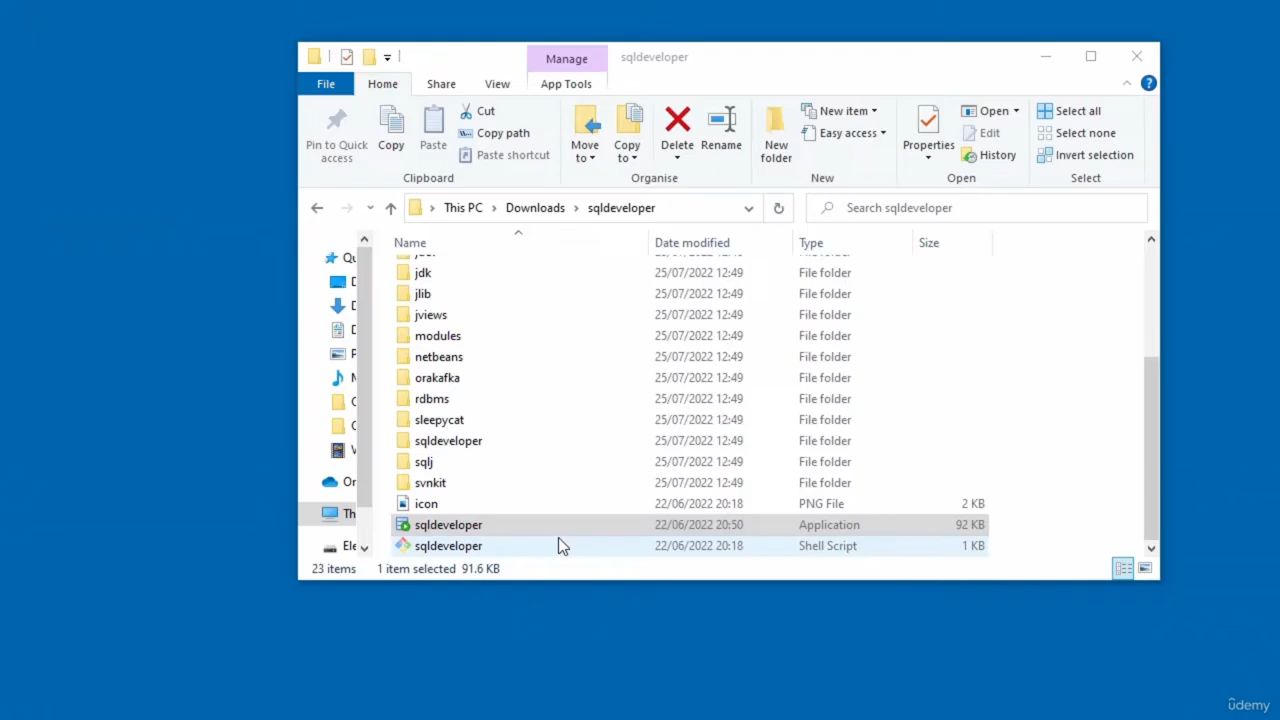 Manage
sqldeveloper
File
Home
Share
View
App Tools
Pin to Quick access
Copy
Paste
Cut
Copy path
Paste shortcut
Clipboard
Move to
Copy to
Delete
Rename
Organise
New folder
New item
Easy access
New
Properties
Open
Edit
History
Open
Select all
Select none
Invert selection
Select
This PC > Downloads > sqldeveloper
Search sqldeveloper
Name Date modified Type Size
jdk 25/07/2022 12:49 File folder
jlib 25/07/2022 12:49 File folder
jviews 25/07/2022 12:49 File folder
modules 25/07/2022 12:49 File folder
netbeans 25/07/2022 12:49 File folder
orakafka 25/07/2022 12:49 File folder
rdbms 25/07/2022 12:49 File folder
sleepycat 25/07/2022 12:49 File folder
sqldeveloper 25/07/2022 12:49 File folder
sqlj 25/07/2022 12:49 File folder
svnkit 25/07/2022 12:49 File folder
icon 22/06/2022 20:18 PNG File 2 KB
sqldeveloper 22/06/2022 20:50 Application 92 KB
sqldeveloper 22/06/2022 20:18 Shell Script 1 KB
Qu
D
D
D
P
M
C
C
V
Or
Th
Ele
23 items 1 item selected 91.6 KB
ûdemy